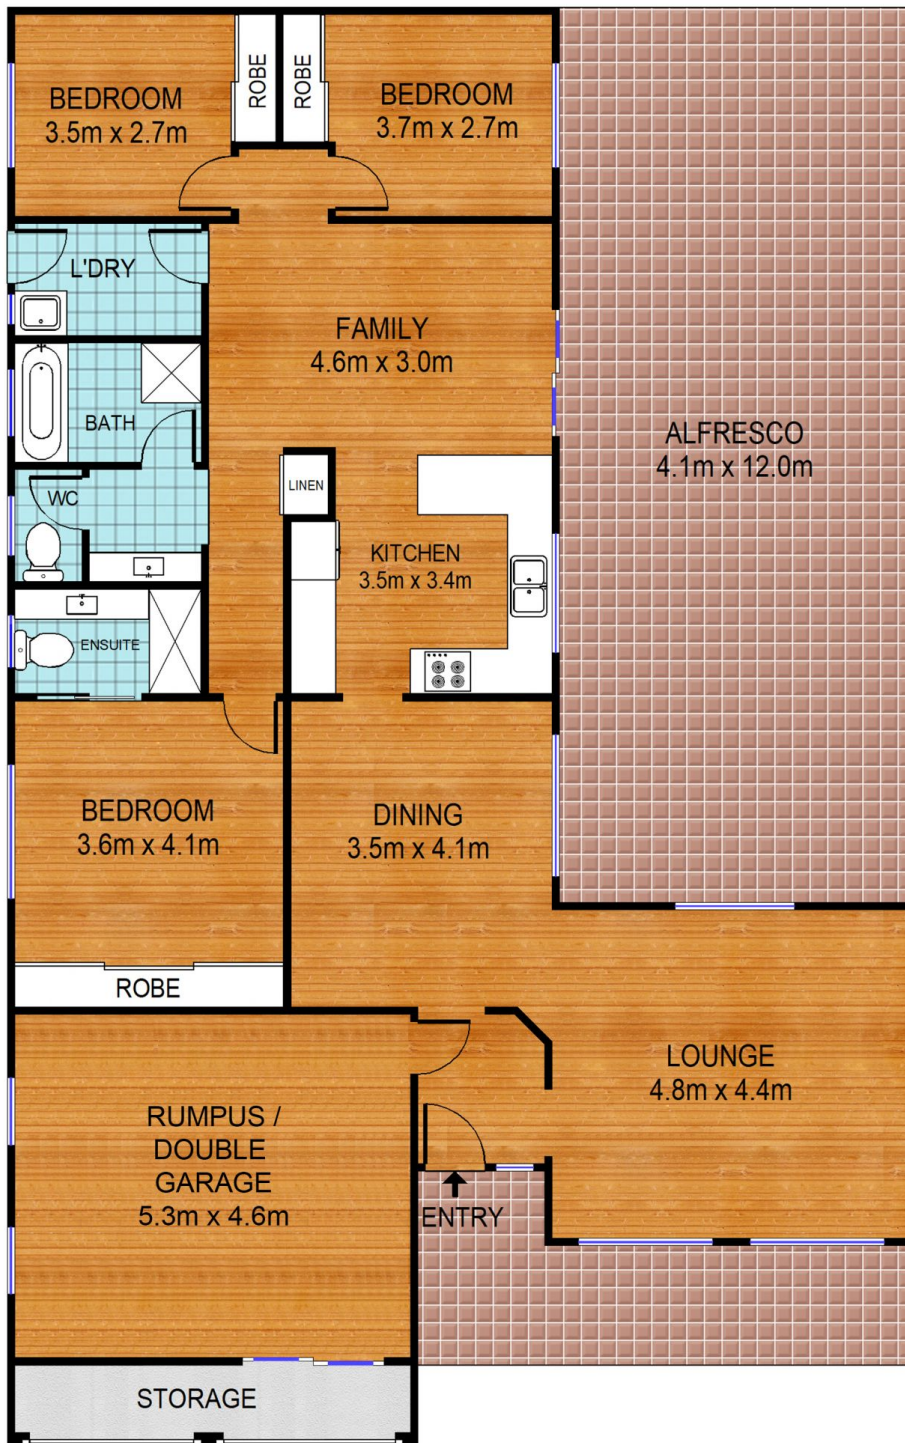 BEDROOM
3.5m x 2.7m
ROBE
ROBE
BEDROOM
3.7m x 2.7m
L'DRY
FAMILY
4.6m x 3.0m
BATH
ALFRESCO
4.1m x 12.0m
WC
LINEN
KITCHEN
3.5m x 3.4m
ENSUITE
BEDROOM
3.6m x 4.1m
DINING
3.5m x 4.1m
ROBE
LOUNGE
4.8m x 4.4m
RUMPUS /
DOUBLE
GARAGE
5.3m x 4.6m
ENTRY
STORAGE